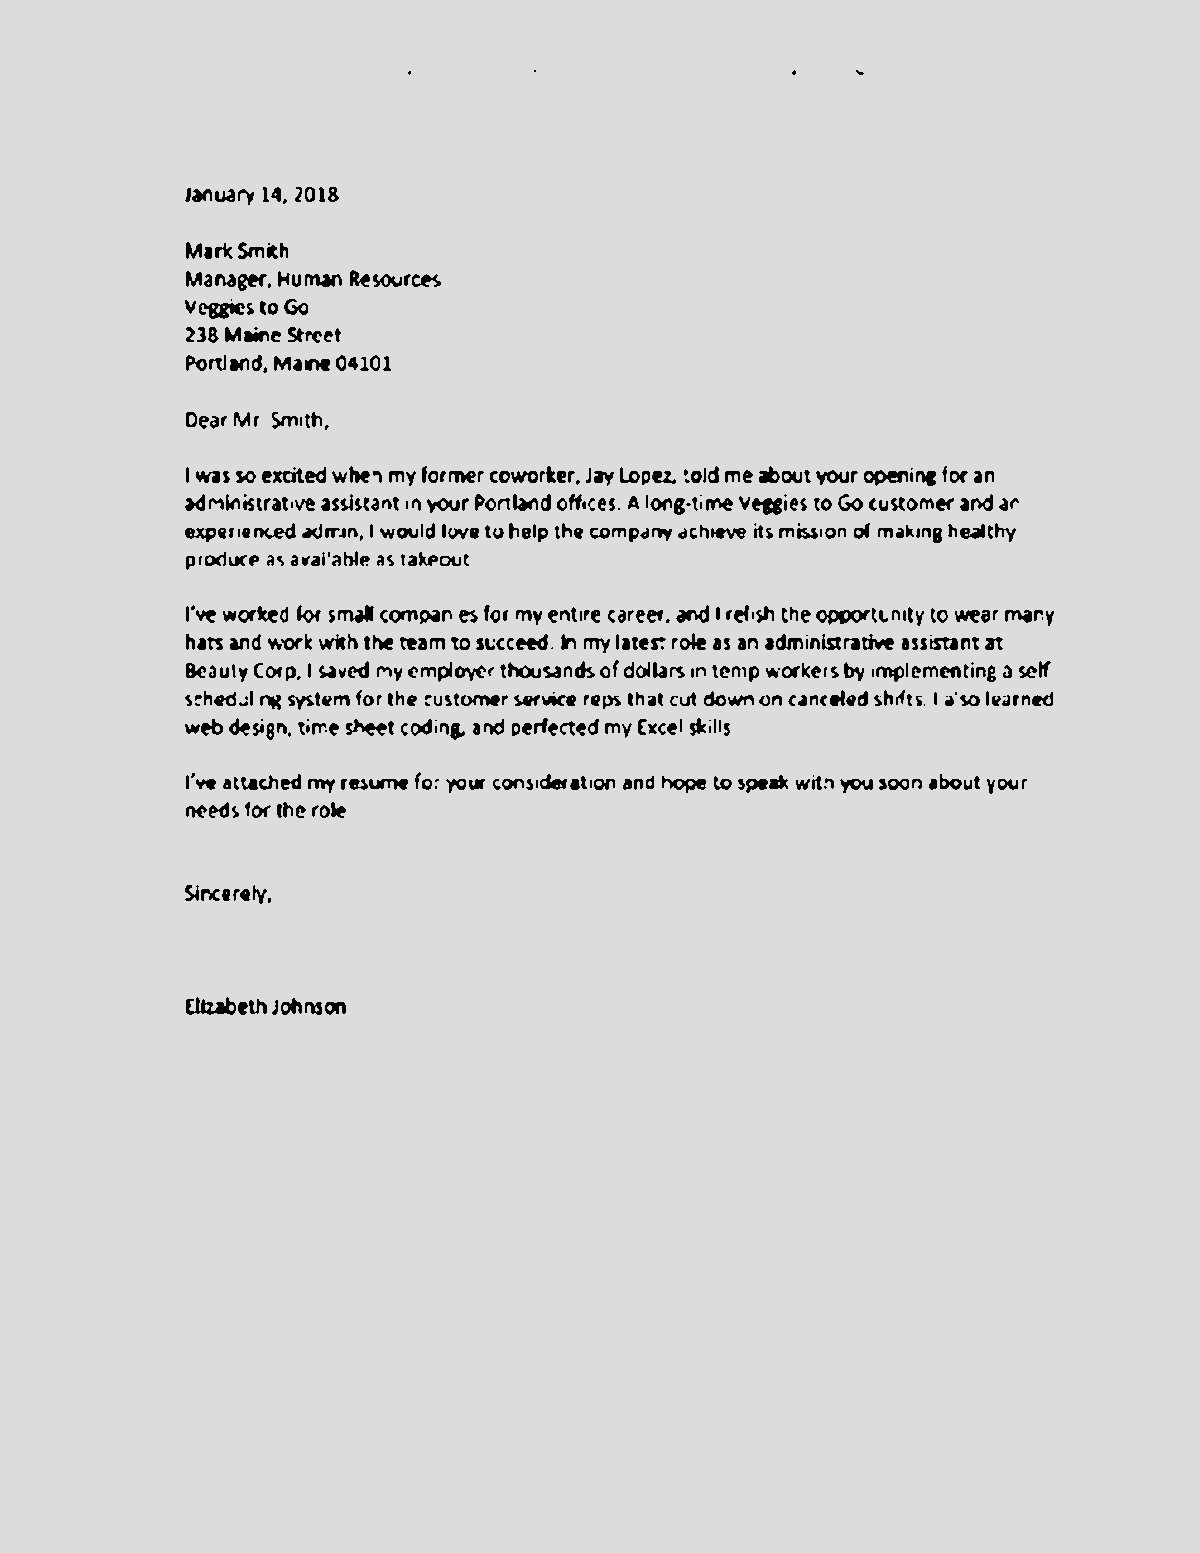 January 14, 2018
Mark Smith
Manager, Human Resources
Veggies to Go
238 Maine Street
Portland, Maine 04101
Dear Mr Smith,
I was so excited when my former coworker, Jay Lopez, told me about your opening for an
administrative assistant in your Portland offices. A long-time Veggies to Go customer and an
experienced admin, I would love to help the company achieve its mission of making healthy
produce as available as takeout
I've worked for small companies for my entire career, and I relish the opportunity to wear many
hats and work with the team to succeed. In my latest role as an administrative assistant at
Beauty Corp, I saved my employer thousands of dollars in temp workers by implementing a self
scheduling system for the customer service reps that cut down on canceled shifts. I also learned
web design, time sheet coding, and perfected my Excel skills
I've attached my resume for your consideration and hope to speak with you soon about your
needs for the role
Sincerely,
Elizabeth Johnson